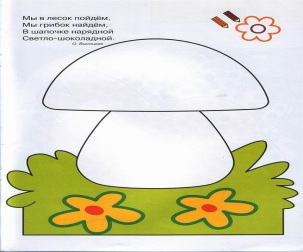 Мы в лесок пойдём,
Мы грибок найдём,
В шапочке нарядной
Светло-шоколадной.